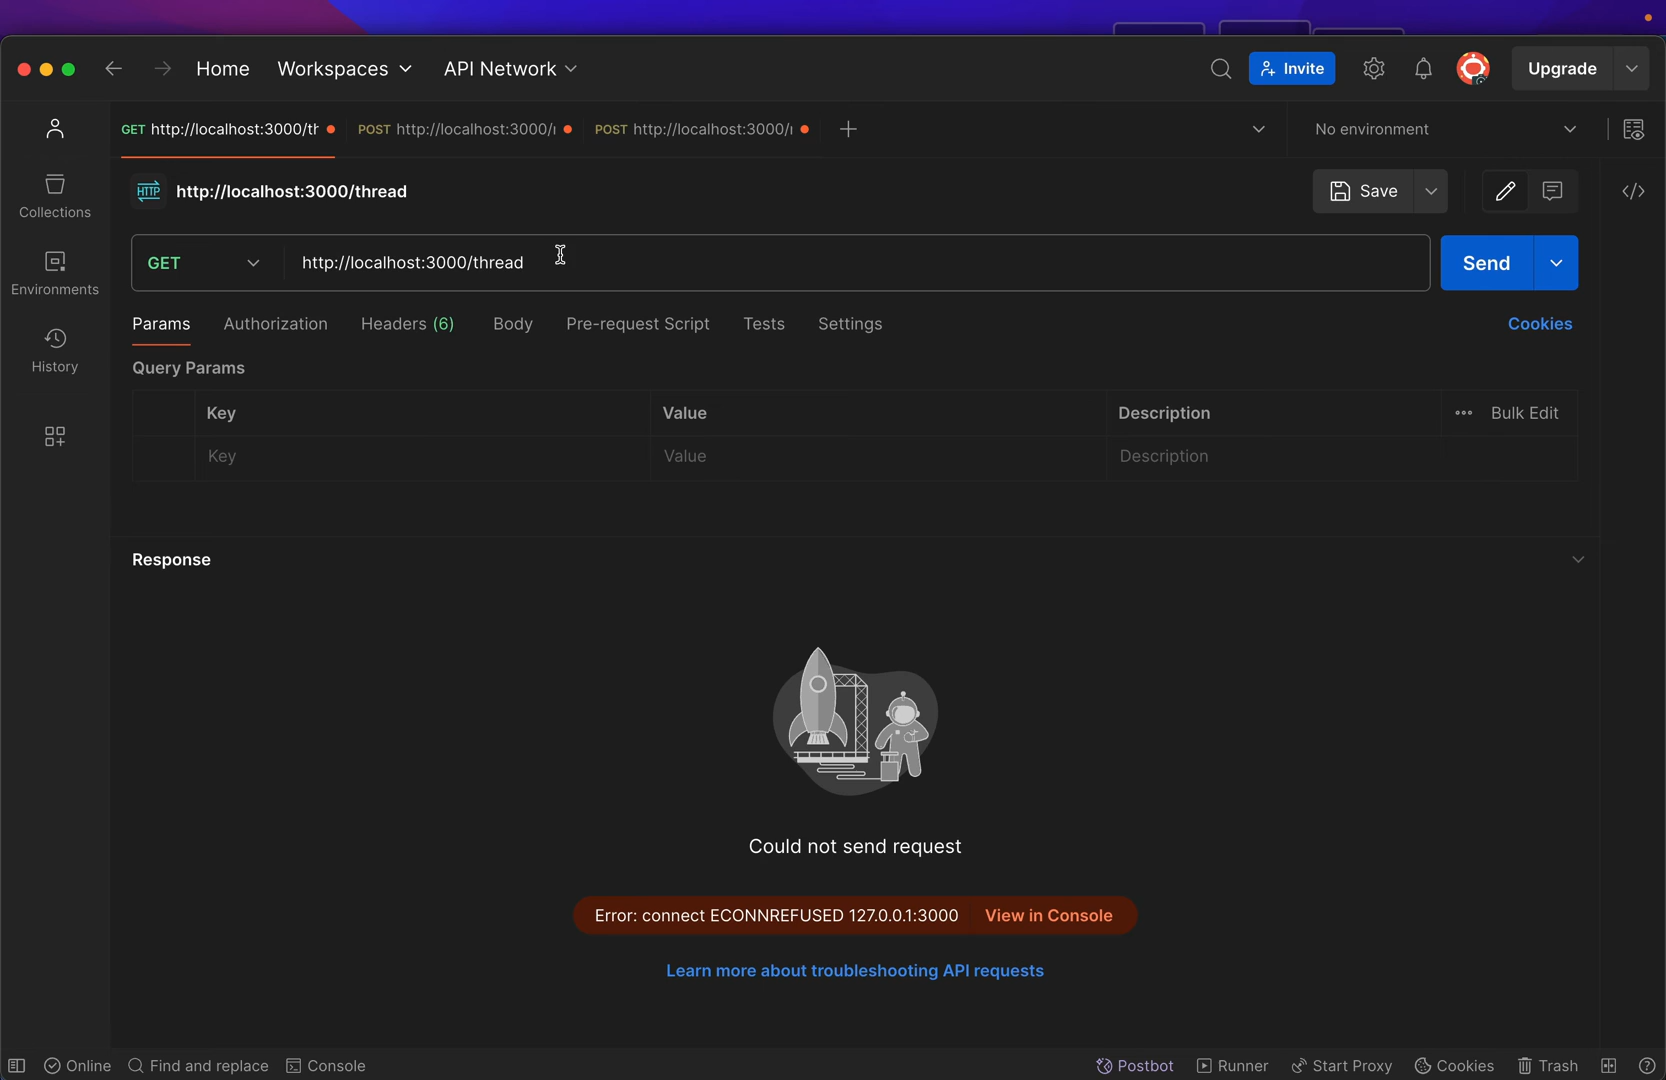 Home Workspaces API Network Invite Upgrade
GET http://localhost:3000/th POST http://localhost:3000/ POST http://localhost:3000/ No environment
HTTP http://localhost:3000/thread Save
GET http://localhost:3000/thread Send
Collections
Environments
History
Params Authorization Headers (6) Body Pre-request Script Tests Settings Cookies
Query Params
Key Value Description Bulk Edit
Key Value Description
Response
Could not send request
Error: connect ECONNREFUSED 127.0.0.1:3000 View in Console
Learn more about troubleshooting API requests
Online Find and replace Console Postbot Runner Start Proxy Cookies Trash